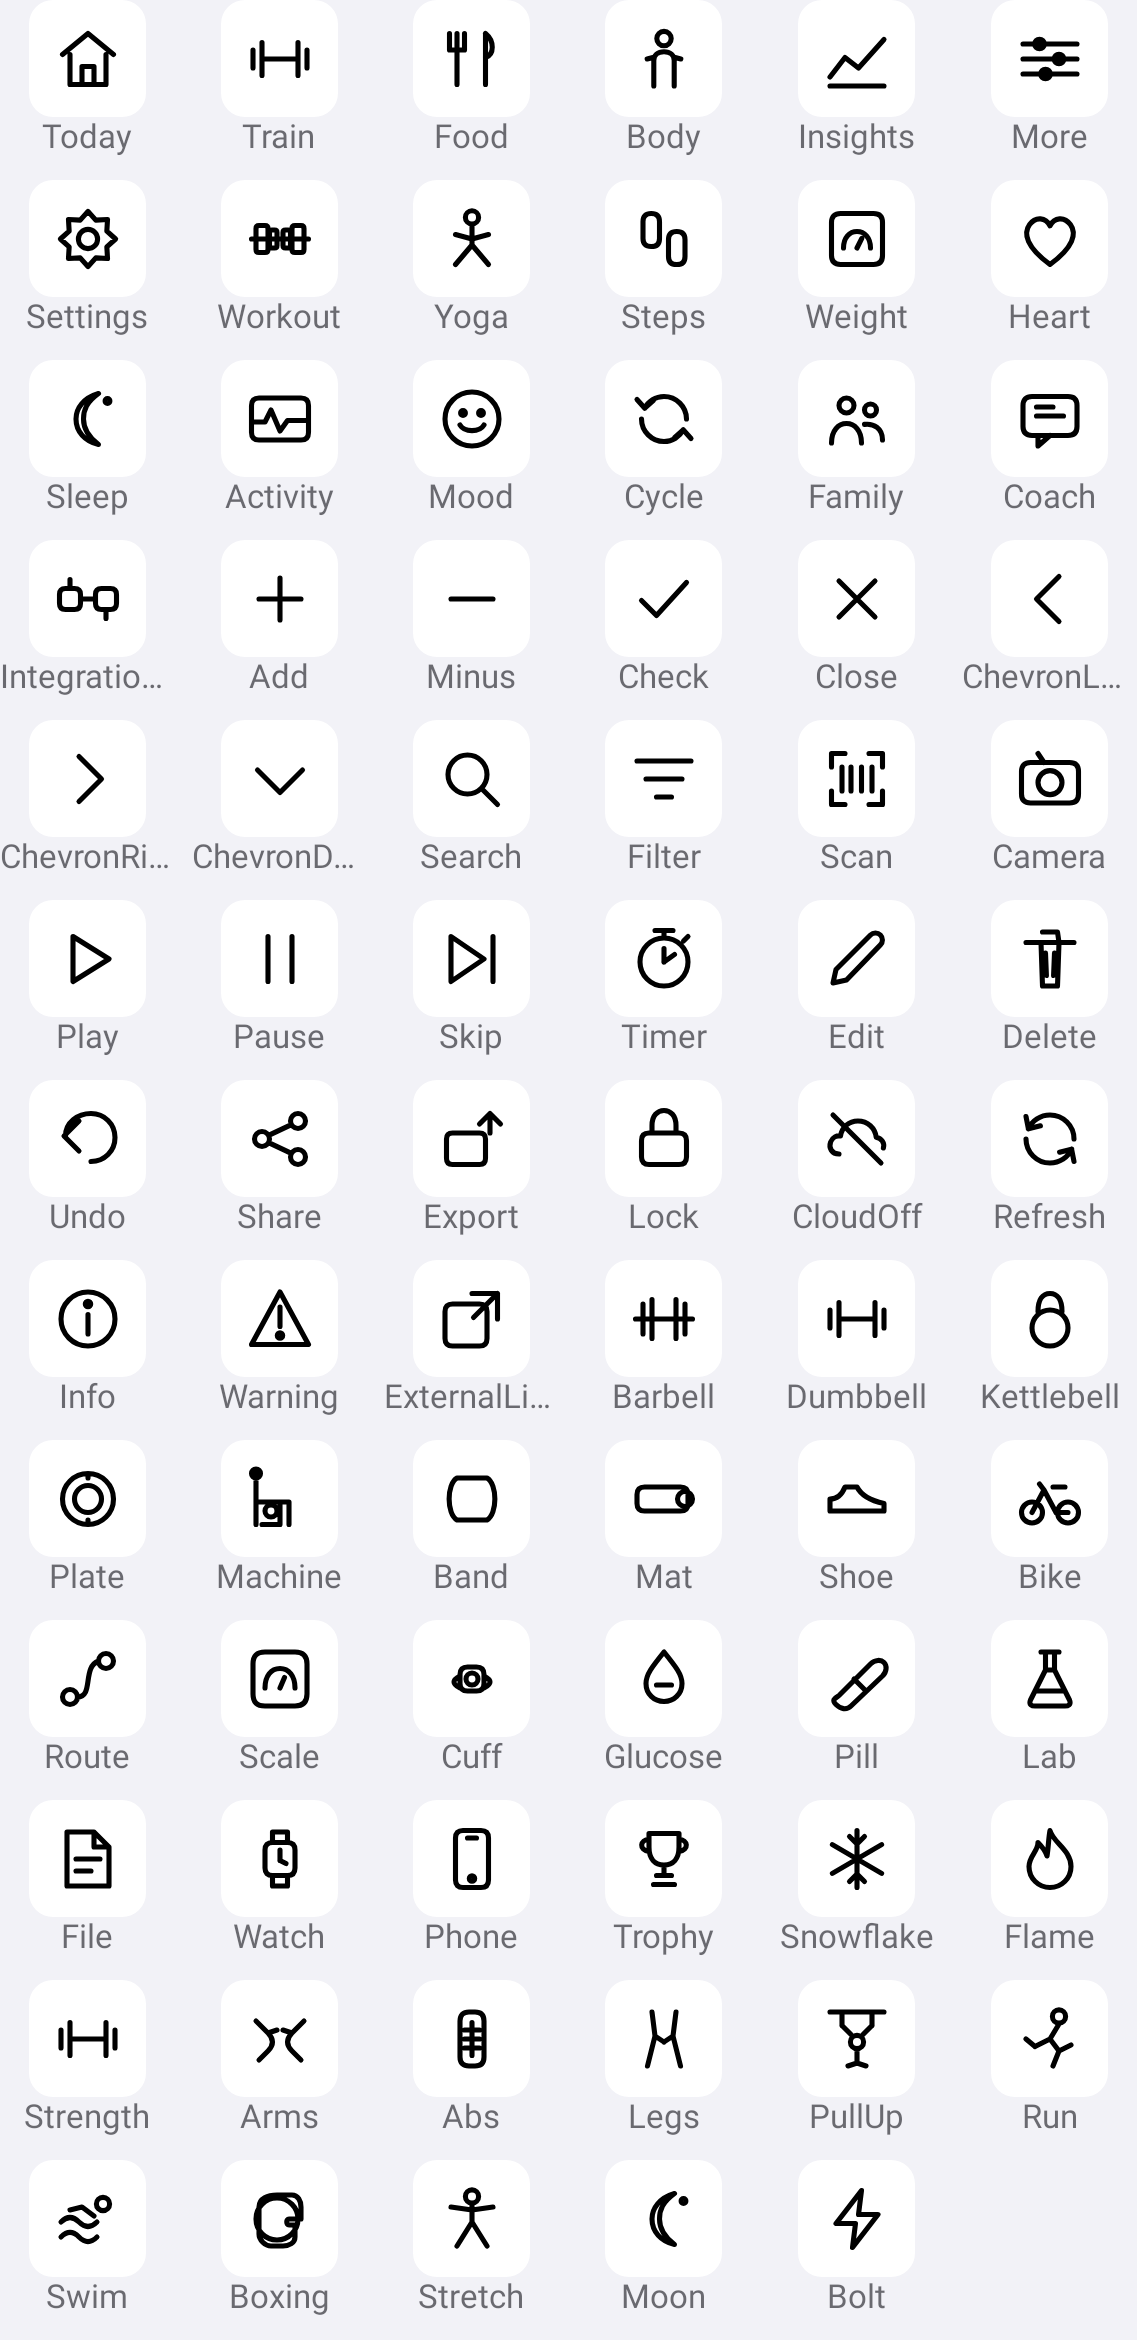 Today Train Food Body Insights More
Settings Workout Yoga Steps Weight Heart
Sleep Activity Mood Cycle Family Coach
Integratio... Add Minus Check Close ChevronL...
ChevronRi... ChevronD... Search Filter Scan Camera
Play Pause Skip Timer Edit Delete
Undo Share Export Lock CloudOff Refresh
Info Warning ExternalLi... Barbell Dumbbell Kettlebell
Plate Machine Band Mat Shoe Bike
Route Scale Cuff Glucose Pill Lab
File Watch Phone Trophy Snowflake Flame
Strength Arms Abs Legs PullUp Run
Swim Boxing Stretch Moon Bolt